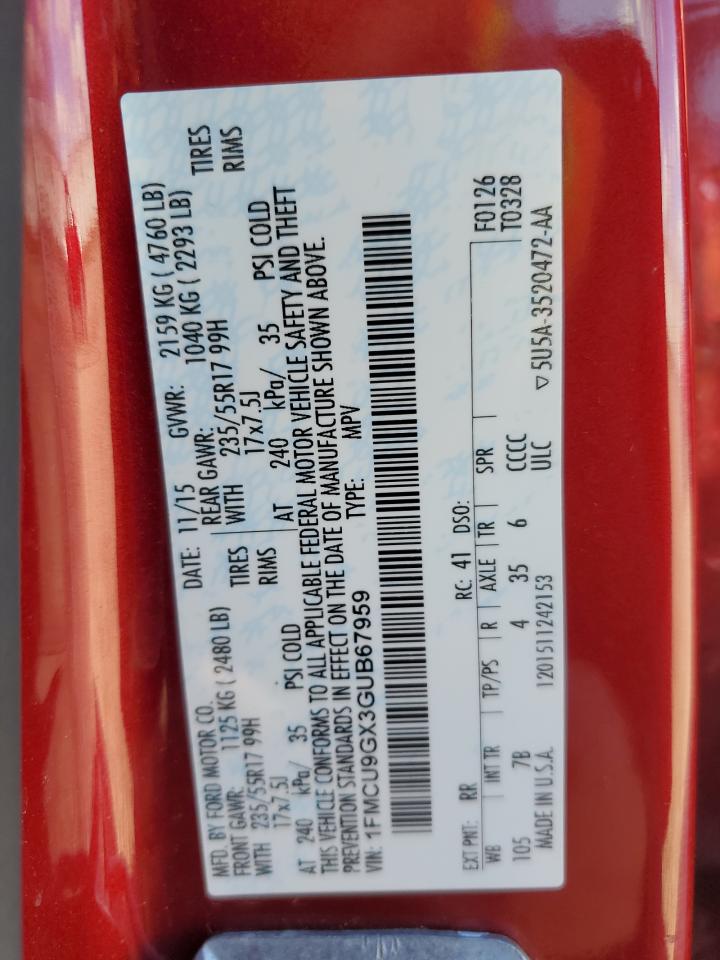 MFD. BY FORD MOTOR CO. DATE: 11/15 GVWR: 2159 KG ( 4760 LB)
FRONT GAWR: 1125 KG ( 2480 LB) REAR GAWR: 1040 KG ( 2293 LB)
WITH 235/55R17 99H TIRES WITH 235/55R17 99H TIRES
17x7.5J RIMS 17x7.5J RIMS
AT 240 kPa/ 35 PSI COLD AT 240 kPa/ 35 PSI COLD
THIS VEHICLE CONFORMS TO ALL APPLICABLE FEDERAL MOTOR VEHICLE SAFETY AND THEFT
PREVENTION STANDARDS IN EFFECT ON THE DATE OF MANUFACTURE SHOWN ABOVE.
VIN: 1FMCU9GX3GUB67959 TYPE: MPV
EXT PNT: RR RC: 41 DSO: F0126
WB INT TR TP/PS R AXLE TR SPR T0328
105 7B 4 35 6 CCCC
MADE IN U.S.A. 1201511242153 ULC ▽ 5U5A-3520472-AA